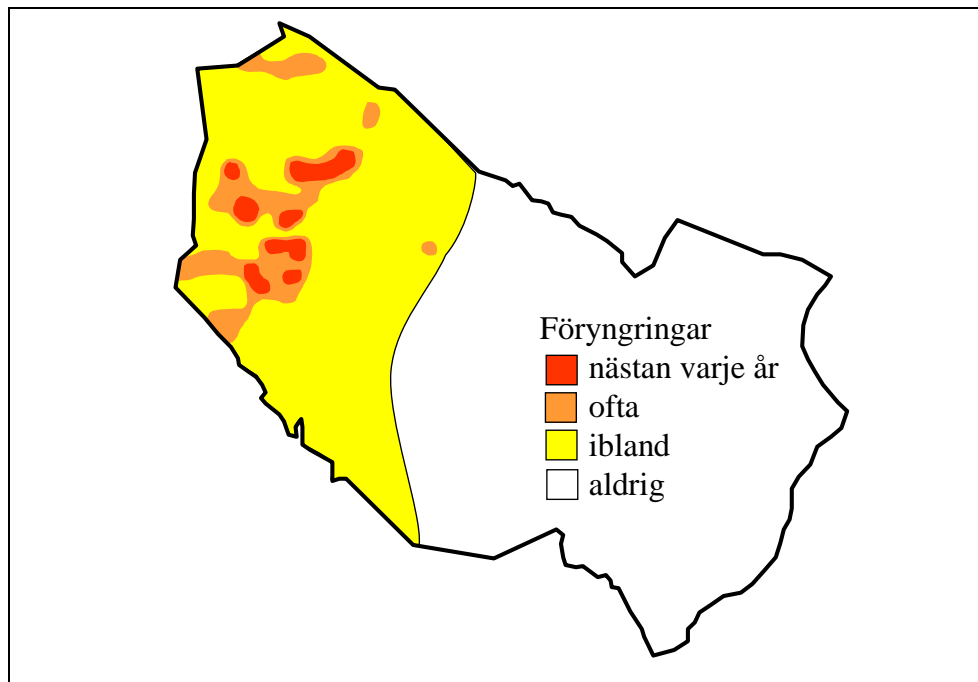 Föryngringar
nästan varje år
ofta
ibland
aldrig